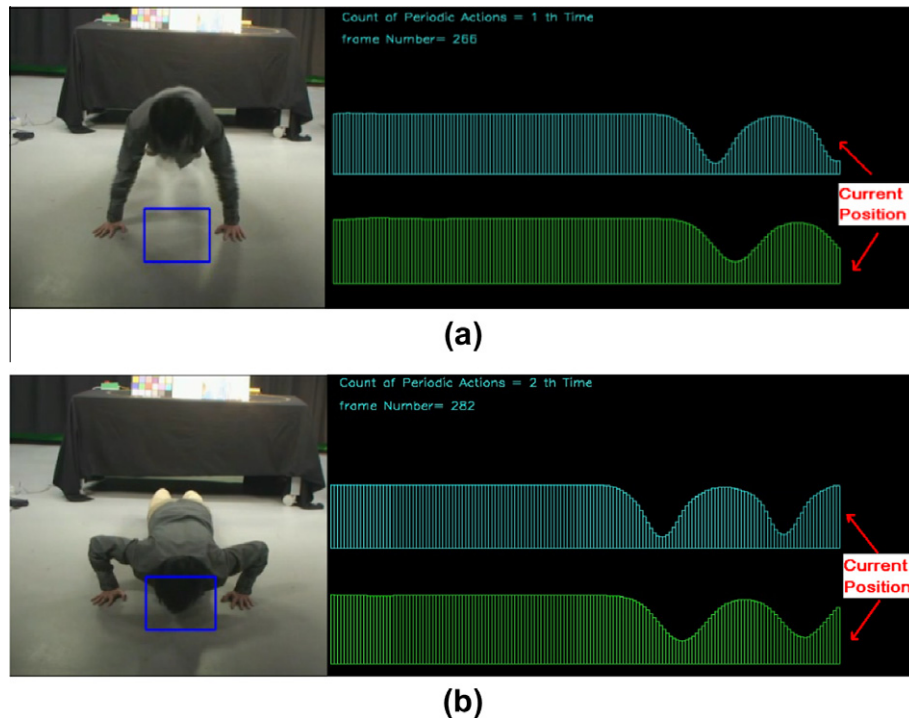 Count of Periodic Actions = 1 th Time
frame Number= 266
Current
Position
(a)
Count of Periodic Actions = 2 th Time
frame Number= 282
Current
Position
(b)